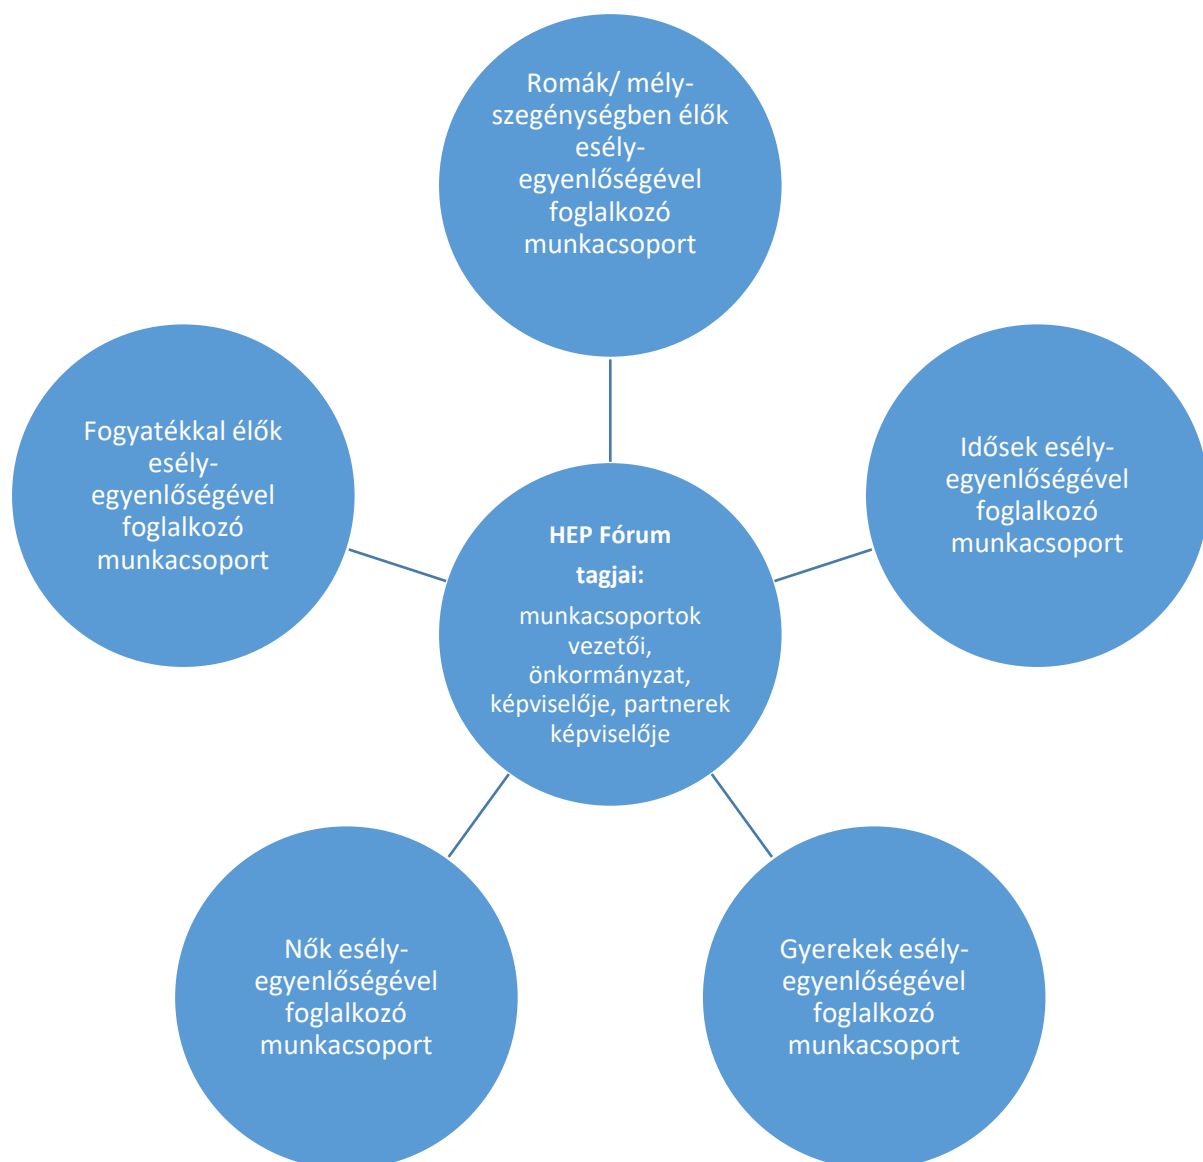 Romák/ mély-
szegénységben élők
esély-
egyenlőségével
foglalkozó
munkacsoport
Fogyatékkal élők
esély-
egyenlőségével
foglalkozó
munkacsoport
Idősek esély-
egyenlőségével
foglalkozó
munkacsoport
HEP Fórum
tagjai:
munkacsoportok
vezetői,
önkormányzat,
képviselője, partnerek
képviselője
Nők esély-
egyenlőségével
foglalkozó
munkacsoport
Gyerekek esély-
egyenlőségével
foglalkozó
munkacsoport